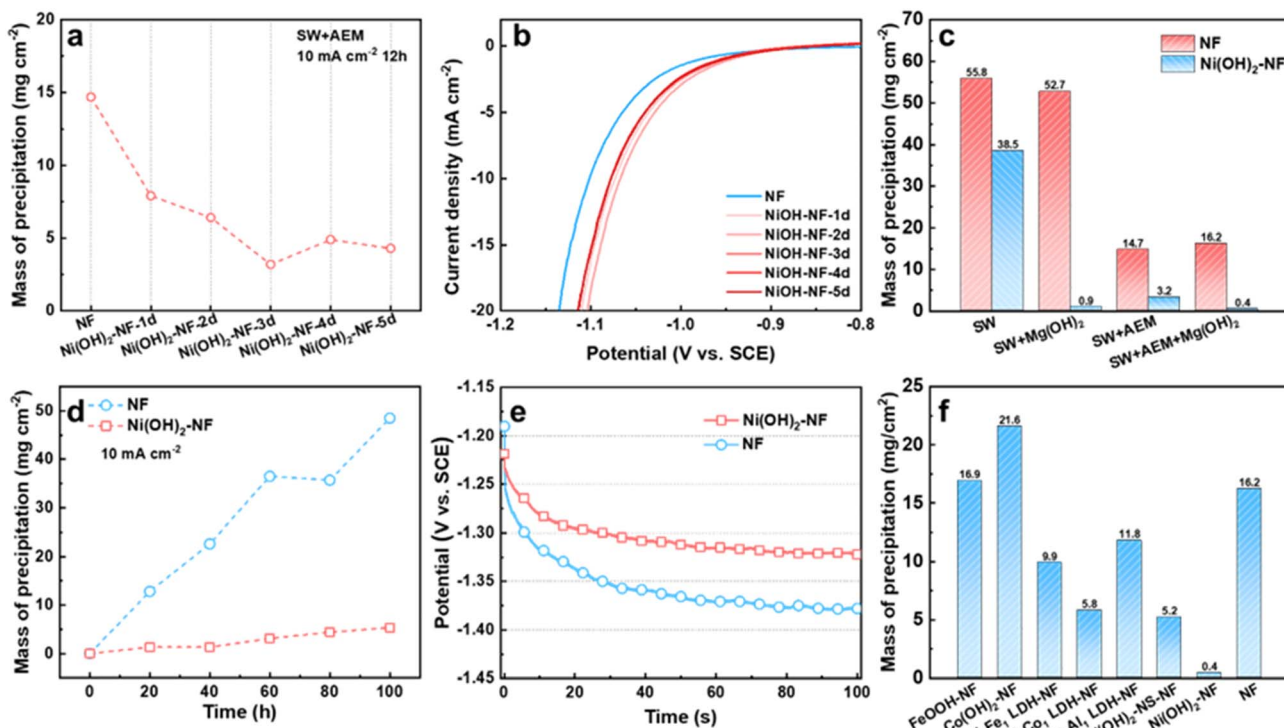 a
SW+AEM
10 mA cm⁻² 12h
Mass of precipitation (mg cm⁻²)
20
15
10
5
0
NF
Ni(OH)₂-NF-1d
Ni(OH)₂-NF-2d
Ni(OH)₂-NF-3d
Ni(OH)₂-NF-4d
Ni(OH)₂-NF-5d
b
Current density (mA cm⁻²)
0
-5
-10
-15
-20
NF
NiOH-NF-1d
NiOH-NF-2d
NiOH-NF-3d
NiOH-NF-4d
NiOH-NF-5d
-1.2
-1.1
-1.0
-0.9
-0.8
Potential (V vs. SCE)
c
NF
Ni(OH)₂-NF
Mass of precipitation (mg cm⁻²)
70
60
50
40
30
20
10
0
55.8
38.5
52.7
0.9
14.7
3.2
16.2
0.4
SW
SW+Mg(OH)₂
SW+AEM
SW+AEM+Mg(OH)₂
d
NF
Ni(OH)₂-NF
10 mA cm⁻²
Mass of precipitation (mg cm⁻²)
50
40
30
20
10
0
0
20
40
60
80
100
Time (h)
e
Ni(OH)₂-NF
NF
Potential (V vs. SCE)
-1.15
-1.20
-1.25
-1.30
-1.35
-1.40
-1.45
0
20
40
60
80
100
Time (s)
f
Mass of precipitation (mg/cm²)
25
20
15
10
5
0
16.9
21.6
9.9
5.8
11.8
5.2
0.4
16.2
FeOOH-NF
Co(OH)₂-NF
Fe₁ LDH-NF
LDH-NF
LDH-NF
-NS-NF
-NF
NF